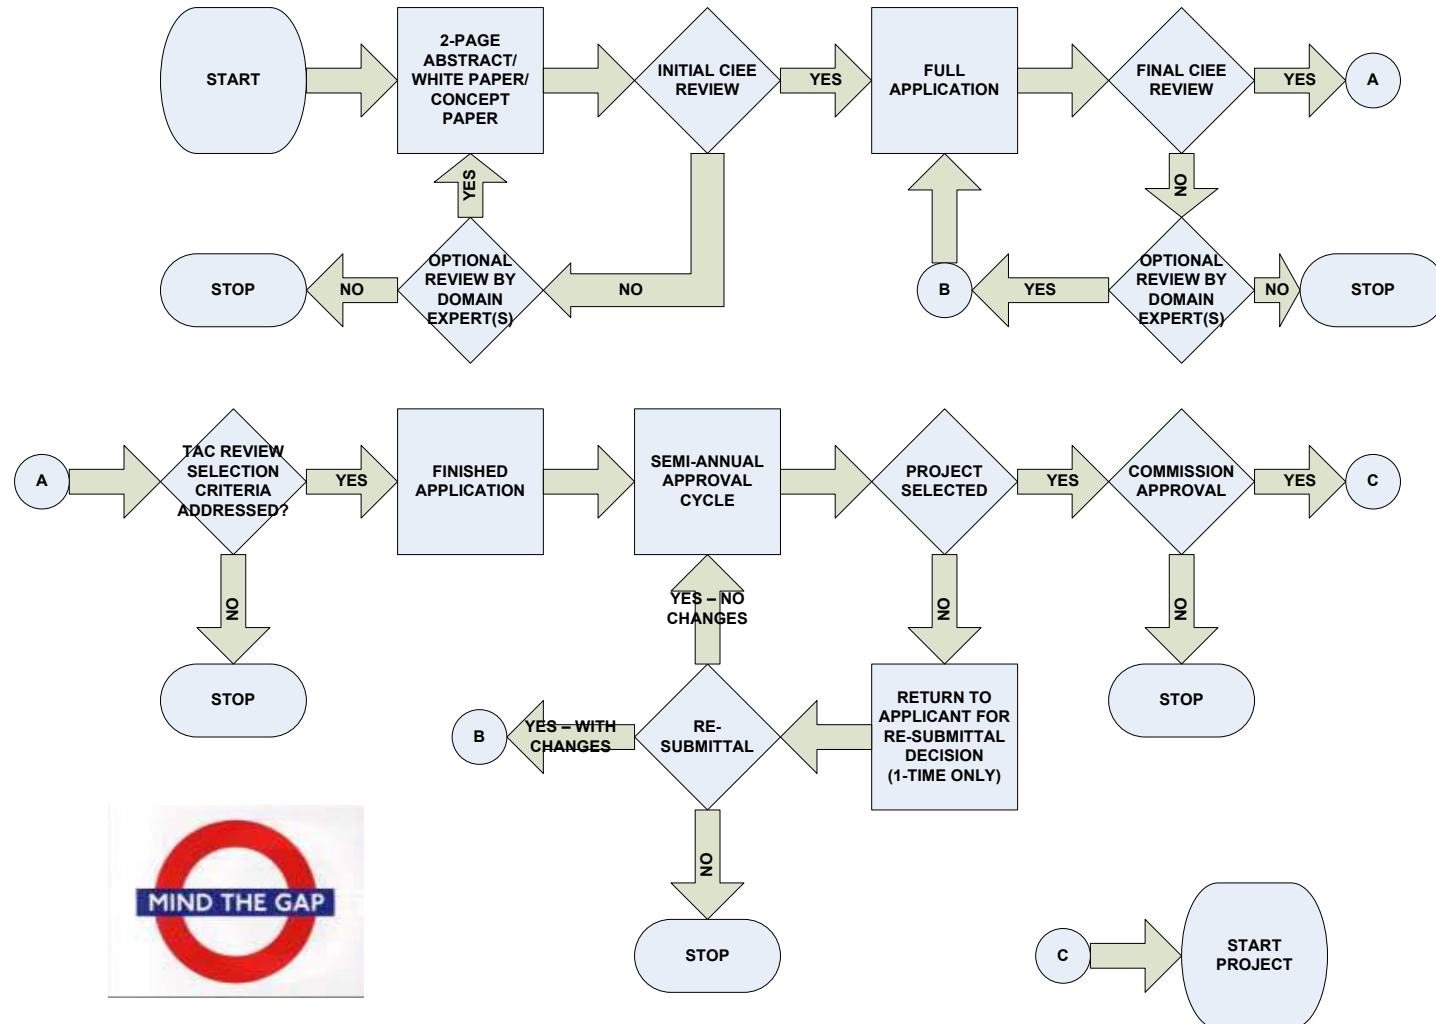 START
2-PAGE
ABSTRACT/
WHITE PAPER/
CONCEPT
PAPER
INITIAL CIEE
REVIEW
YES
FULL
APPLICATION
FINAL CIEE
REVIEW
YES
A
YES
NO
STOP
NO
OPTIONAL
REVIEW BY
DOMAIN
EXPERT(S)
NO
B
YES
OPTIONAL
REVIEW BY
DOMAIN
EXPERT(S)
NO
STOP
A
TAC REVIEW
SELECTION
CRITERIA
ADDRESSED?
YES
FINISHED
APPLICATION
SEMI-ANNUAL
APPROVAL
CYCLE
PROJECT
SELECTED
YES
COMMISSION
APPROVAL
YES
C
NO
YES – NO
CHANGES
NO
NO
STOP
B
YES – WITH
CHANGES
RE-
SUBMITTAL
RETURN TO
APPLICANT FOR
RE-SUBMITTAL
DECISION
(1-TIME ONLY)
STOP
NO
MIND THE GAP
STOP
C
START
PROJECT